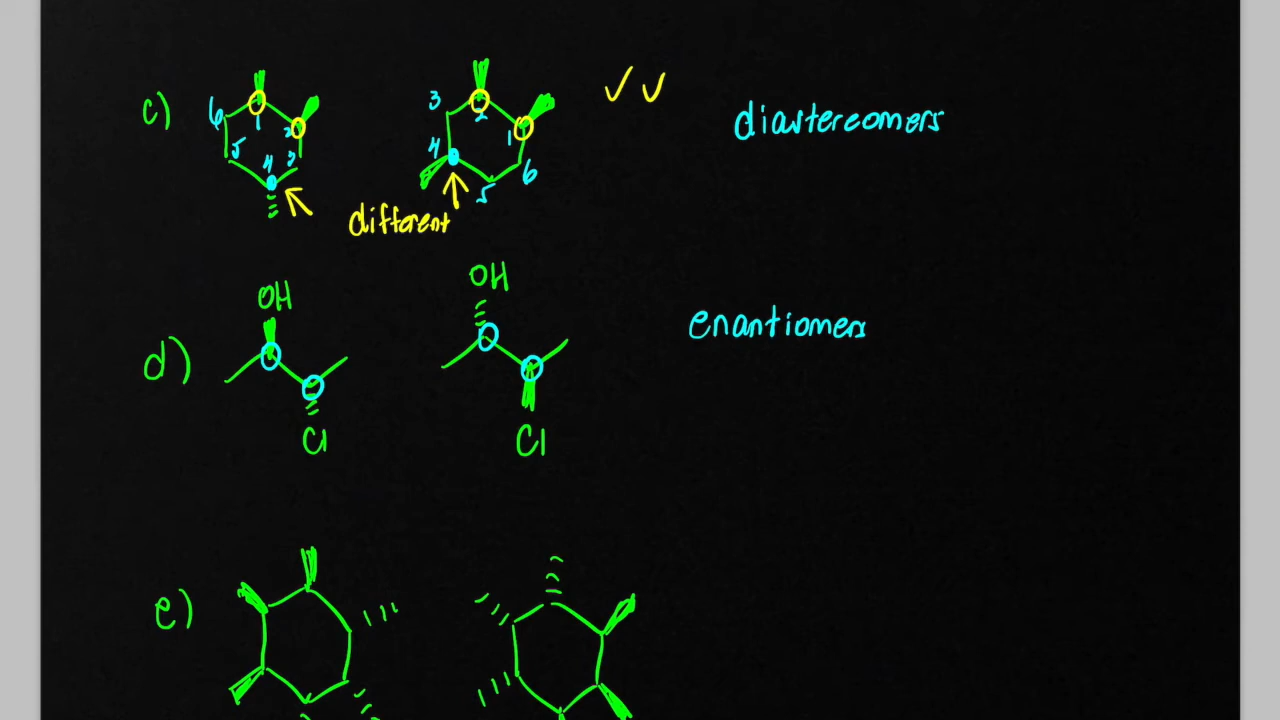 c) 6 1 2 3 4 5 3 2 1 4 5 6 ✓✓ diastereomers
different
d) OH OH enantiomers
Cl Cl
e)